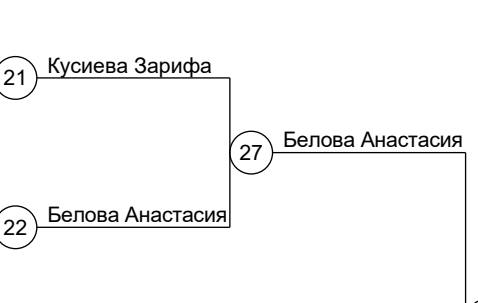 21 Кусиева Зарифа
27 Белова Анастасия
22 Белова Анастасия